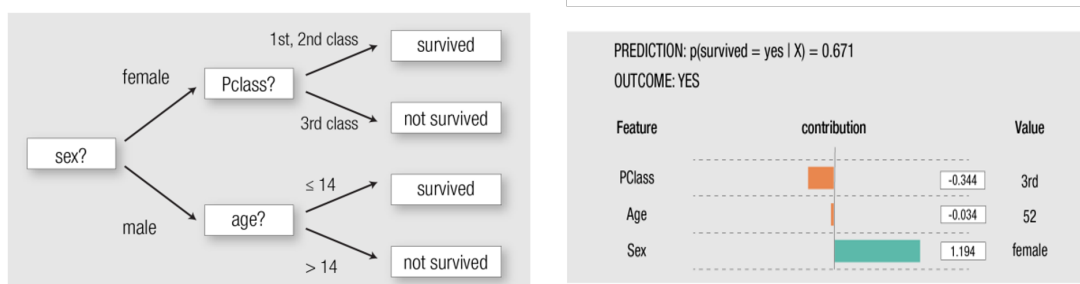 sex?
female
male
Pclass?
age?
1st, 2nd class
3rd class
≤ 14
> 14
survived
not survived
survived
not survived
PREDICTION: p(survived = yes | X) = 0.671
OUTCOME: YES
Feature contribution Value
PClass -0.344 3rd
Age -0.034 52
Sex 1.194 female